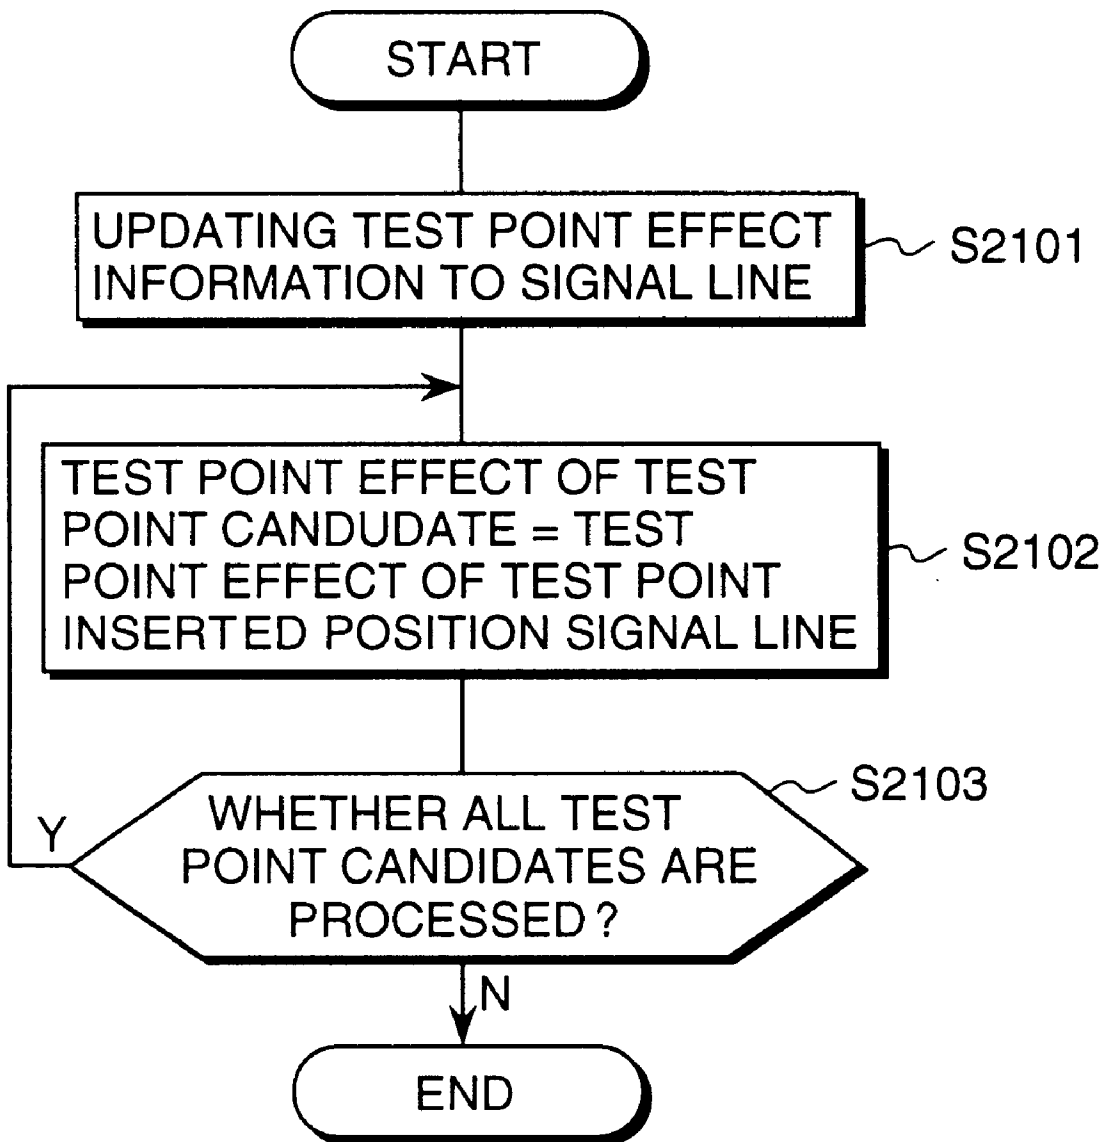 START
UPDATING TEST POINT EFFECT
INFORMATION TO SIGNAL LINE
S2101
TEST POINT EFFECT OF TEST
POINT CANDUDATE = TEST
POINT EFFECT OF TEST POINT
INSERTED POSITION SIGNAL LINE
S2102
S2103
WHETHER ALL TEST
POINT CANDIDATES ARE
PROCESSED ?
Y
N
END